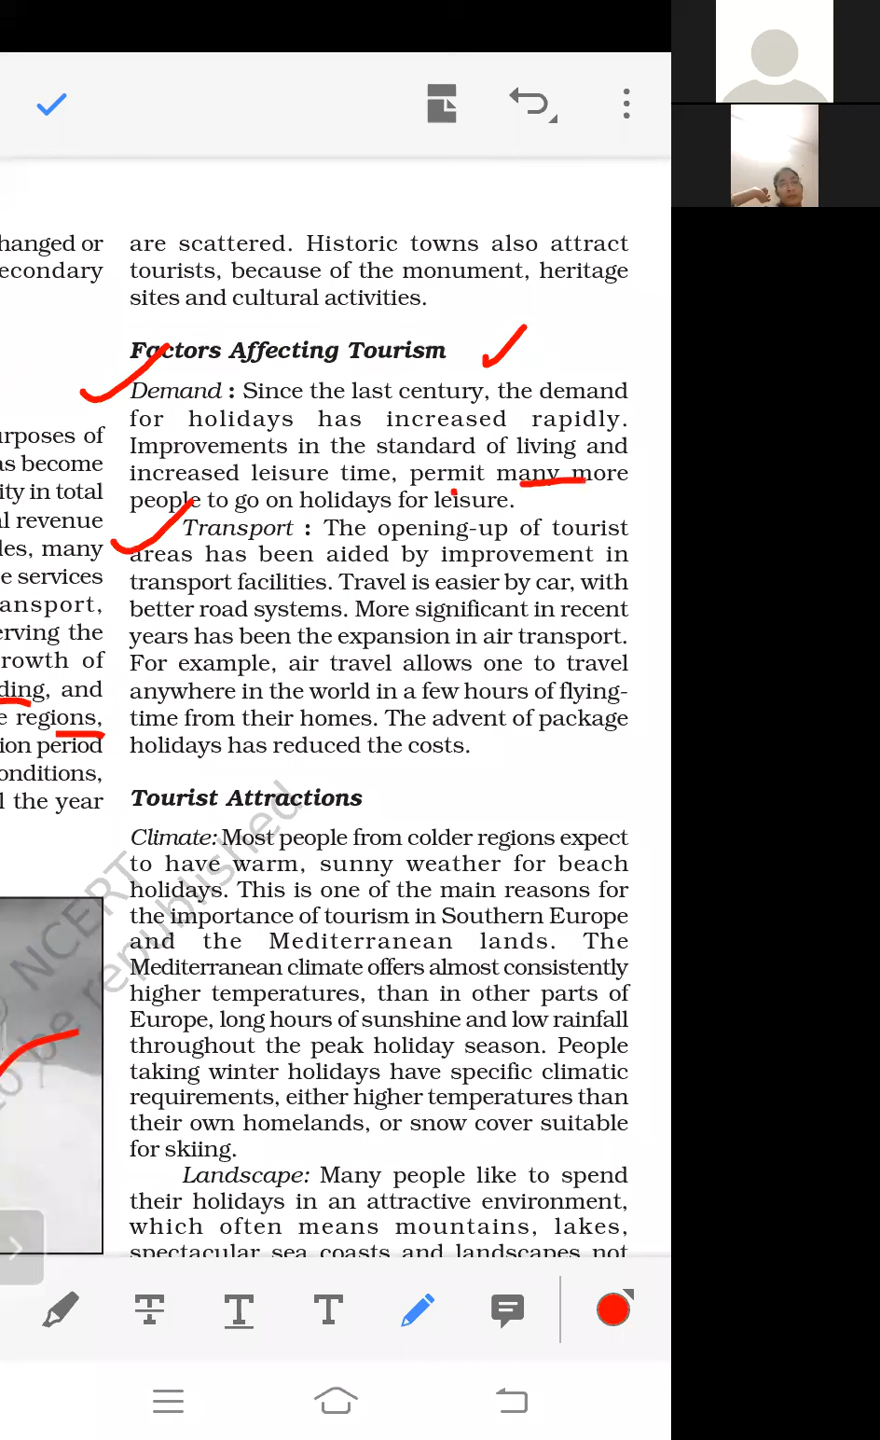 hanged or
econdary
urposes of
as become
ity in total
al revenue
les, many
e services
ansport,
erving the
rowth of
ding, and
e regions,
ion period
onditions,
l the year
are scattered. Historic towns also attract
tourists, because of the monument, heritage
sites and cultural activities.
Factors Affecting Tourism
Demand : Since the last century, the demand
for holidays has increased rapidly.
Improvements in the standard of living and
increased leisure time, permit many more
people to go on holidays for leisure.
Transport : The opening-up of tourist
areas has been aided by improvement in
transport facilities. Travel is easier by car, with
better road systems. More significant in recent
years has been the expansion in air transport.
For example, air travel allows one to travel
anywhere in the world in a few hours of flying-
time from their homes. The advent of package
holidays has reduced the costs.
Tourist Attractions
Climate: Most people from colder regions expect
to have warm, sunny weather for beach
holidays. This is one of the main reasons for
the importance of tourism in Southern Europe
and the Mediterranean lands. The
Mediterranean climate offers almost consistently
higher temperatures, than in other parts of
Europe, long hours of sunshine and low rainfall
throughout the peak holiday season. People
taking winter holidays have specific climatic
requirements, either higher temperatures than
their own homelands, or snow cover suitable
for skiing.
Landscape: Many people like to spend
their holidays in an attractive environment,
which often means mountains, lakes,
spectacular sea coasts and landscapes not
NCERT
to be republished